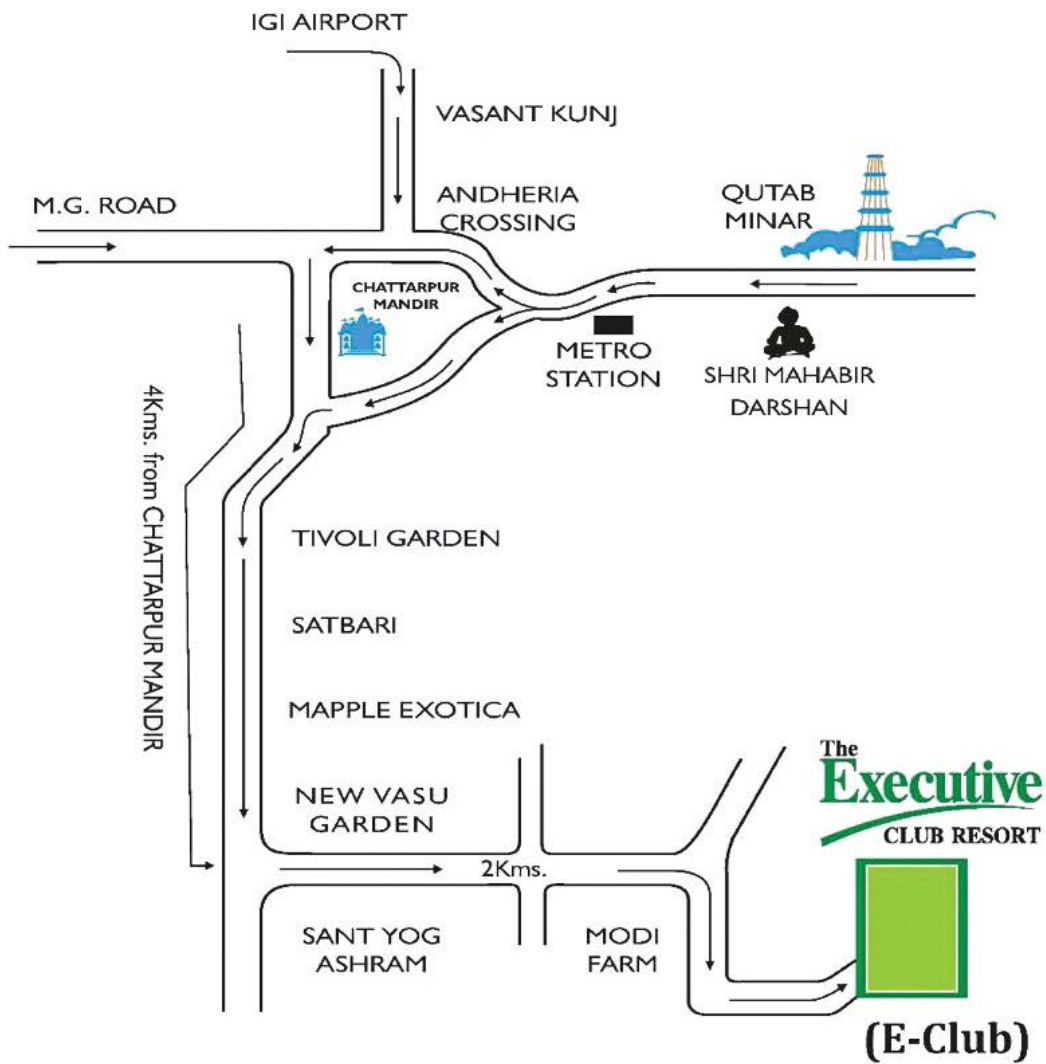 IGI AIRPORT
VASANT KUNJ
M.G. ROAD
ANDHERIA
CROSSING
QUTAB
MINAR
CHATTARPUR
MANDIR
METRO
STATION
SHRI MAHABIR
DARSHAN
4Kms. from CHATTARPUR MANDIR
TIVOLI GARDEN
SATBARI
MAPPLE EXOTICA
NEW VASU
GARDEN
2Kms.
SANT YOG
ASHRAM
MODI
FARM
The
Executive
CLUB RESORT
(E-Club)